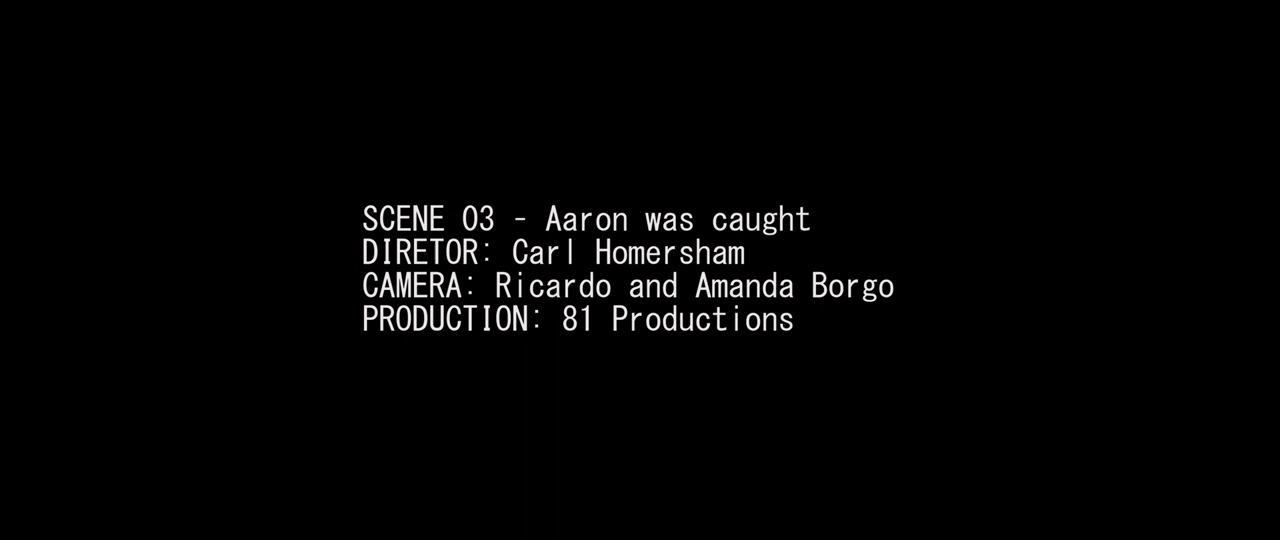 SCENE 03 - Aaron was caught
DIRETOR: Carl Homersham
CAMERA: Ricardo and Amanda Borgo
PRODUCTION: 81 Productions